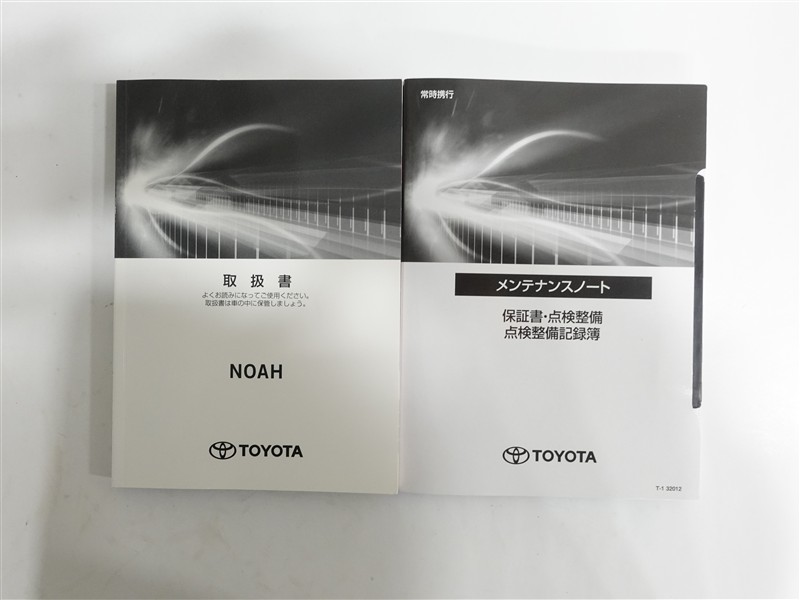 取扱書
よくお読みになってご使用ください。
取扱書は車の中に保管しましょう。
NOAH
TOYOTA
常時携行
メンテナンスノート
保証書・点検整備
点検整備記録簿
TOYOTA
T-1 32012